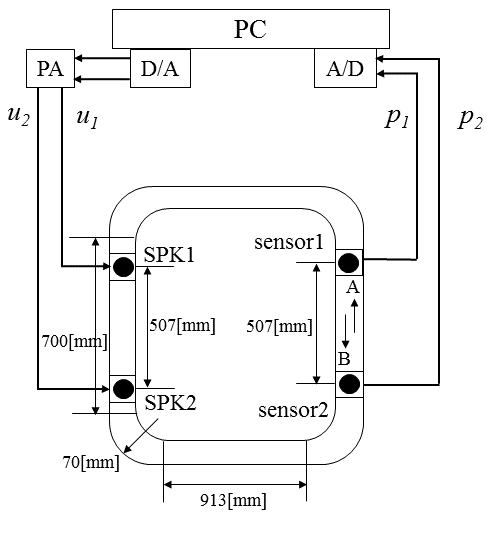 PC
PA
D/A
A/D
u2
u1
p1
p2
SPK1
sensor1
A
507[mm]
507[mm]
700[mm]
B
SPK2
sensor2
70[mm]
913[mm]